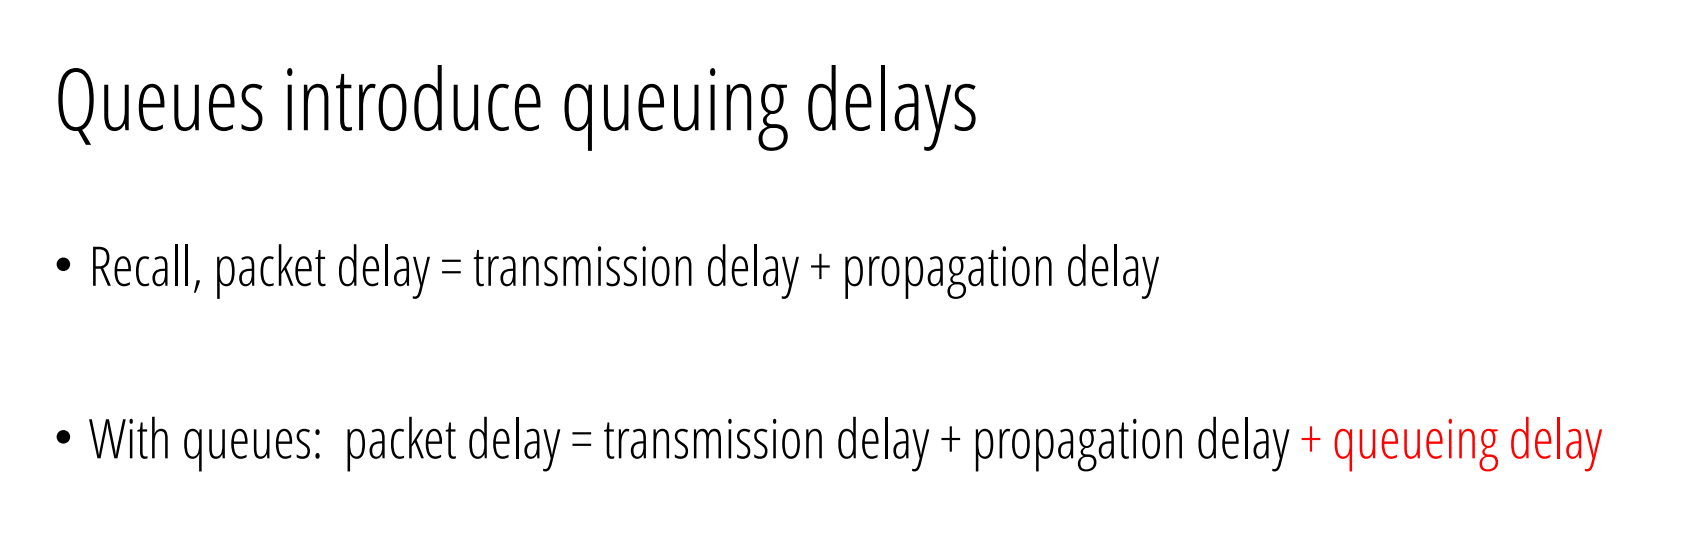 Queues introduce queuing delays
• Recall, packet delay = transmission delay + propagation delay
• With queues:  packet delay = transmission delay + propagation delay + queueing delay